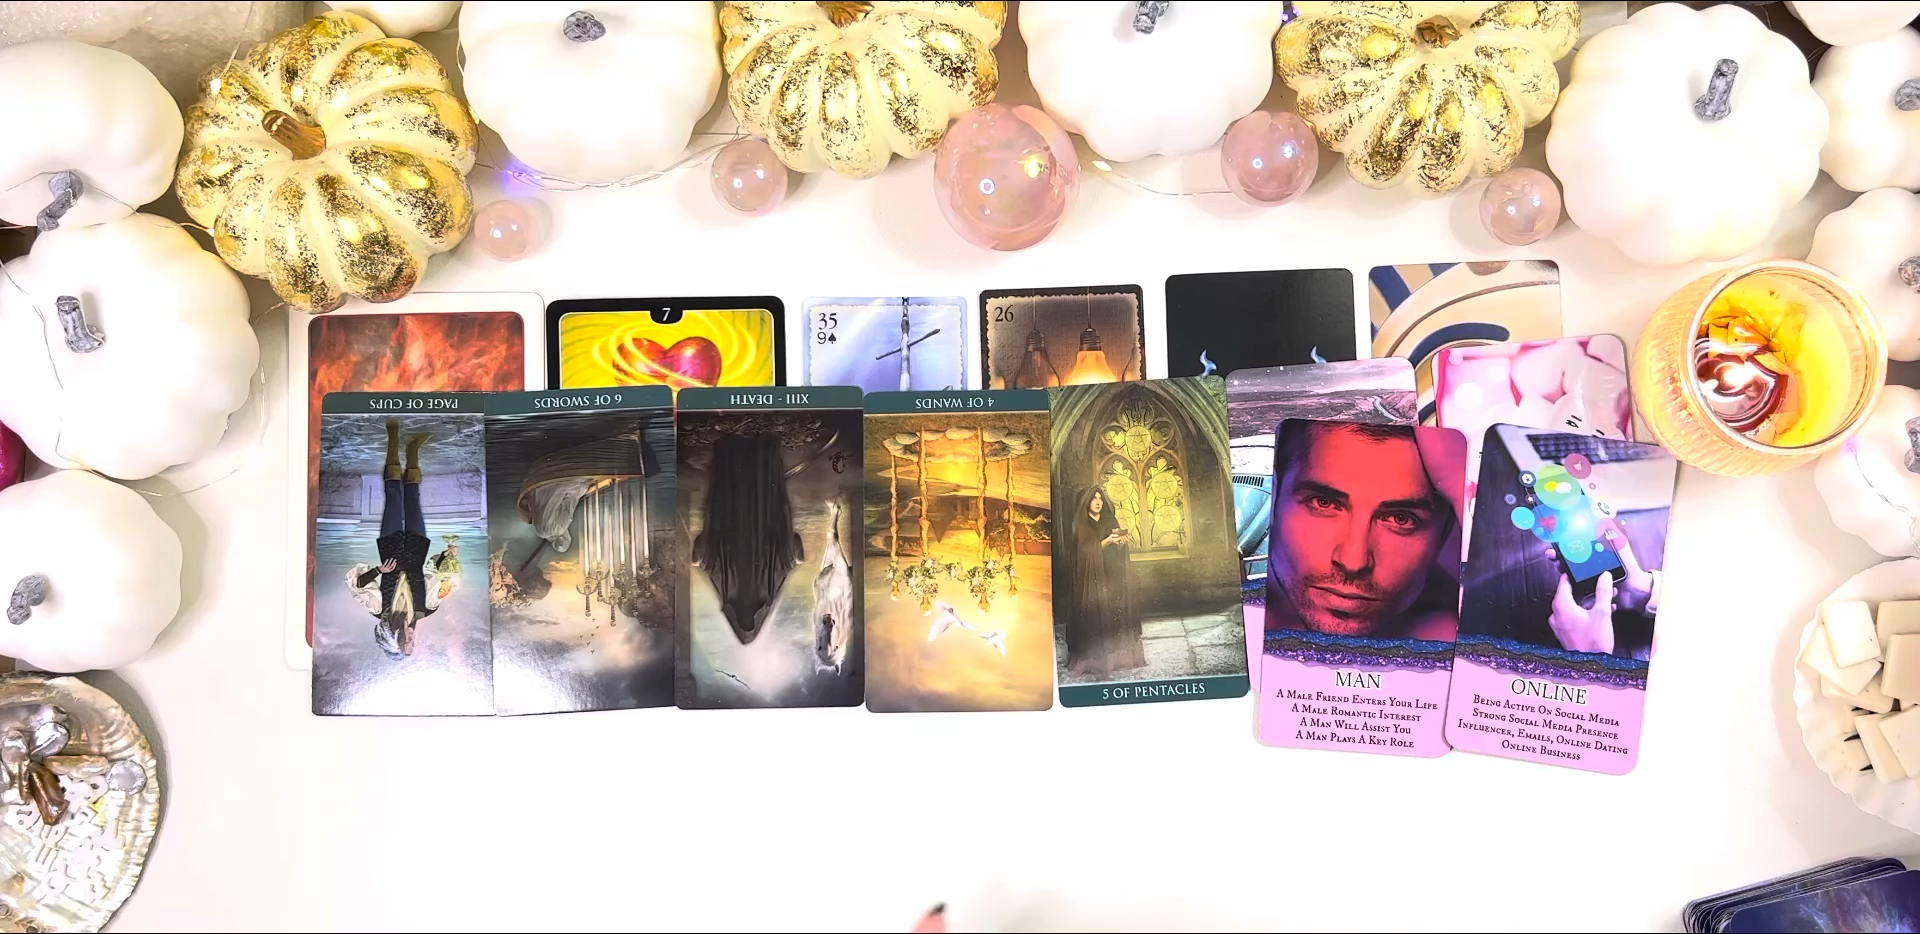 7
35
9♠
26
PAGE OF CUPS
6 OF SWORDS
XIII - DEATH
4 OF WANDS
5 OF PENTACLES
MAN
A MALE FRIEND ENTERS YOUR LIFE
A MALE ROMANTIC INTEREST
A MAN WILL ASSIST YOU
A MAN PLAYS A KEY ROLE
ONLINE
BEING ACTIVE ON SOCIAL MEDIA
STRONG SOCIAL MEDIA PRESENCE
INFLUENCER, EMAILS, ONLINE DATING
ONLINE BUSINESS